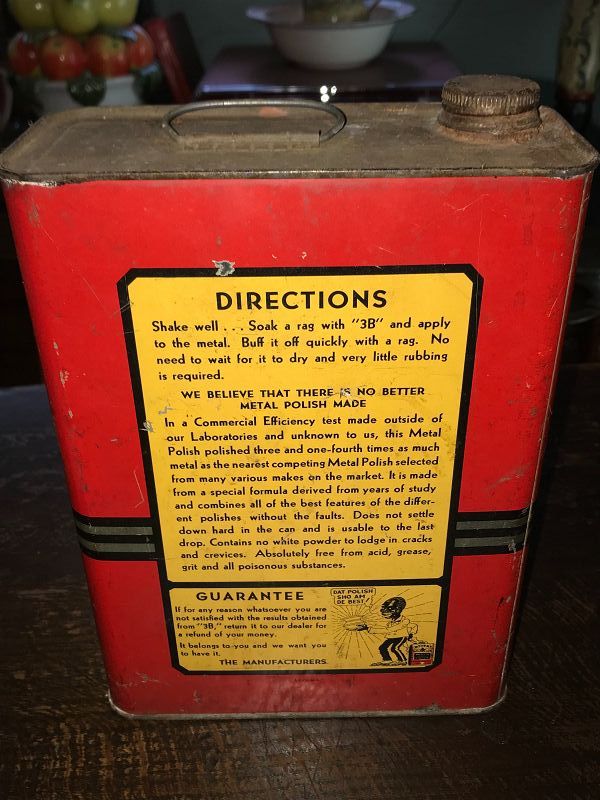 DIRECTIONS
Shake well . . . Soak a rag with "3B" and apply
to the metal. Buff it off quickly with a rag. No
need to wait for it to dry and very little rubbing
is required.
WE BELIEVE THAT THERE IS NO BETTER
METAL POLISH MADE
In a Commercial Efficiency test made outside of
our Laboratories and unknown to us, this Metal
Polish polished three and one-fourth times as much
metal as the nearest competing Metal Polish selected
from many various makes on the market. It is made
from a special formula derived from years of study
and combines all of the best features of the differ-
ent polishes without the faults. Does not settle
down hard in the can and is usable to the last
drop. Contains no white powder to lodge in cracks
and crevices. Absolutely free from acid, grease,
grit and all poisonous substances.
GUARANTEE
If for any reason whatsoever you are
not satisfied with the results obtained
from "3B," return it to our dealer for
a refund of your money.
It belongs to you and we want you
to have it.
THE MANUFACTURERS
DAT POLISH
SHO AM
DE BEST